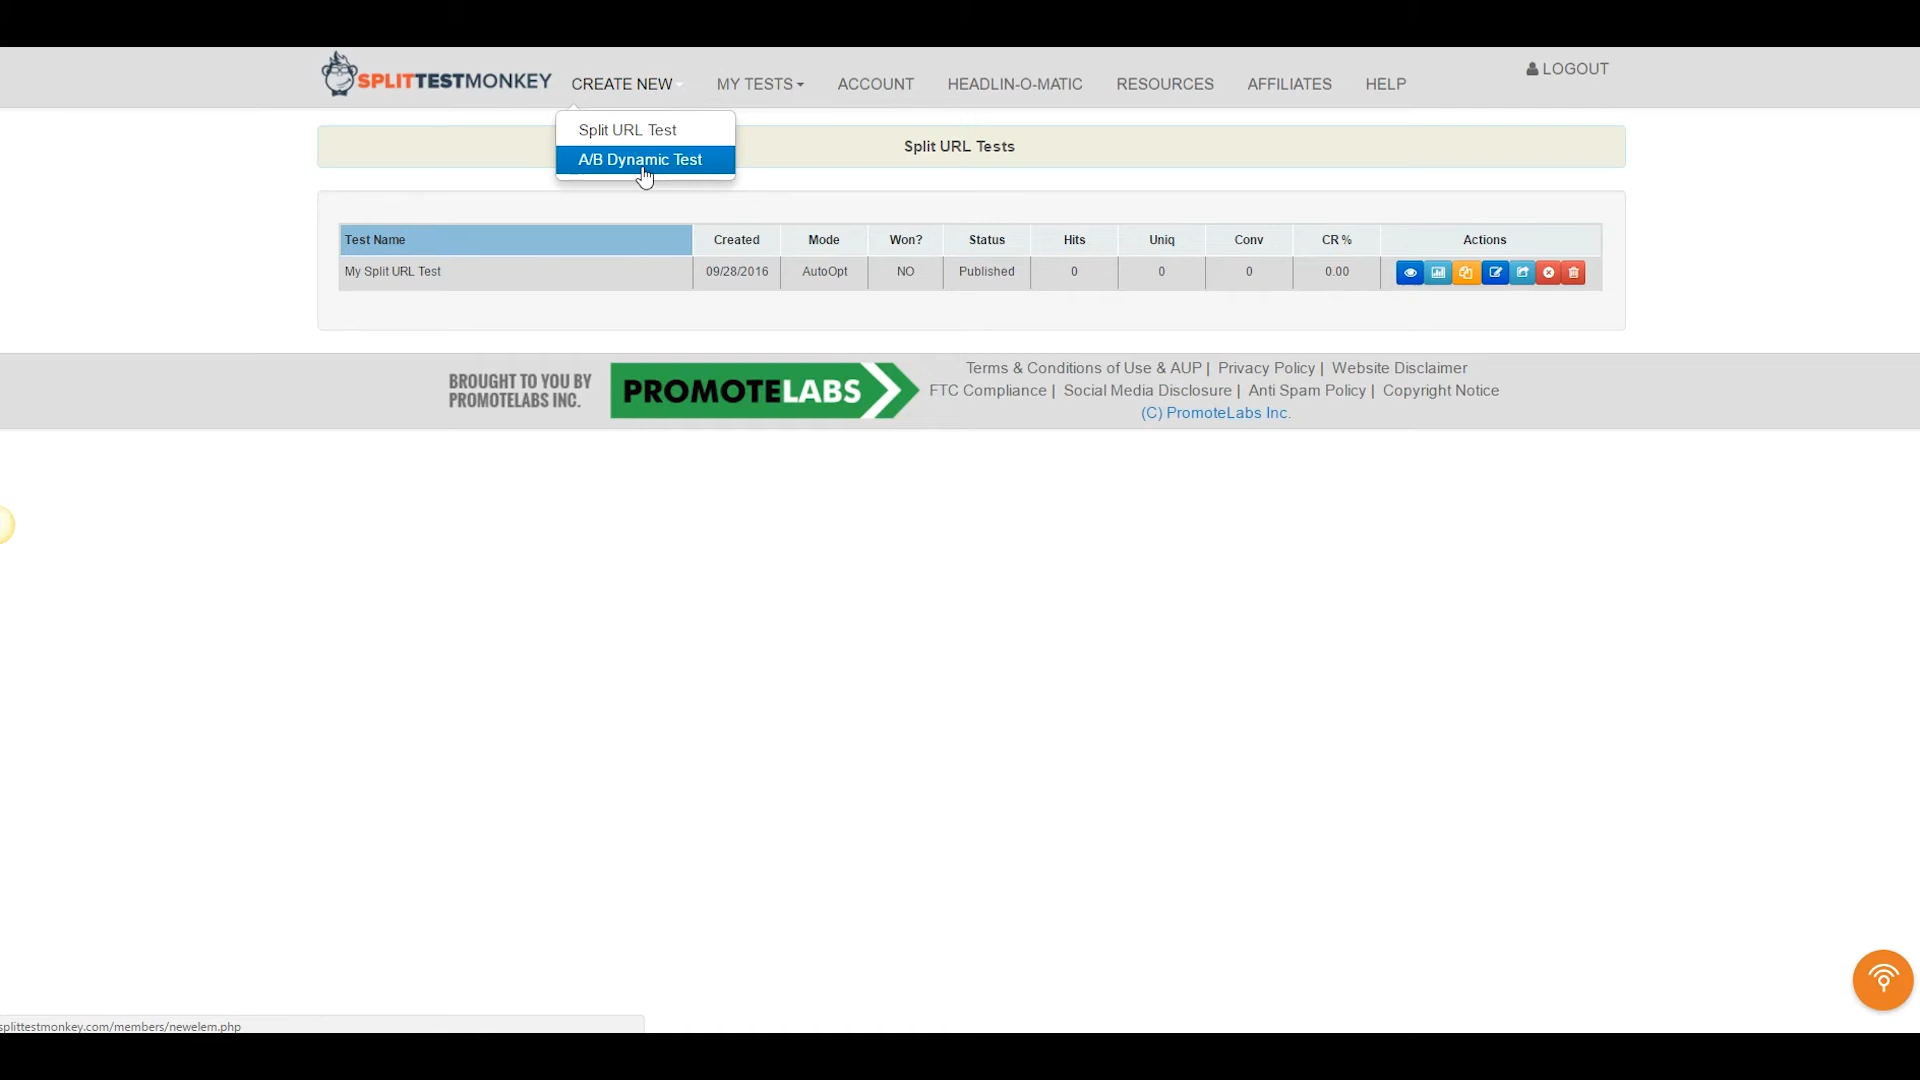 SPLITTESTMONKEY CREATE NEW MY TESTS ACCOUNT HEADLIN-O-MATIC RESOURCES AFFILIATES HELP LOGOUT
Split URL Test
A/B Dynamic Test
Split URL Tests
Test Name Created Mode Won? Status Hits Uniq Conv CR % Actions
My Split URL Test 09/28/2016 AutoOpt NO Published 0 0 0 0.00
BROUGHT TO YOU BY
PROMOTELABS INC.
PROMOTELABS
Terms & Conditions of Use & AUP | Privacy Policy | Website Disclaimer
FTC Compliance | Social Media Disclosure | Anti Spam Policy | Copyright Notice
(C) PromoteLabs Inc.
splittestmonkey.com/members/newelem.php